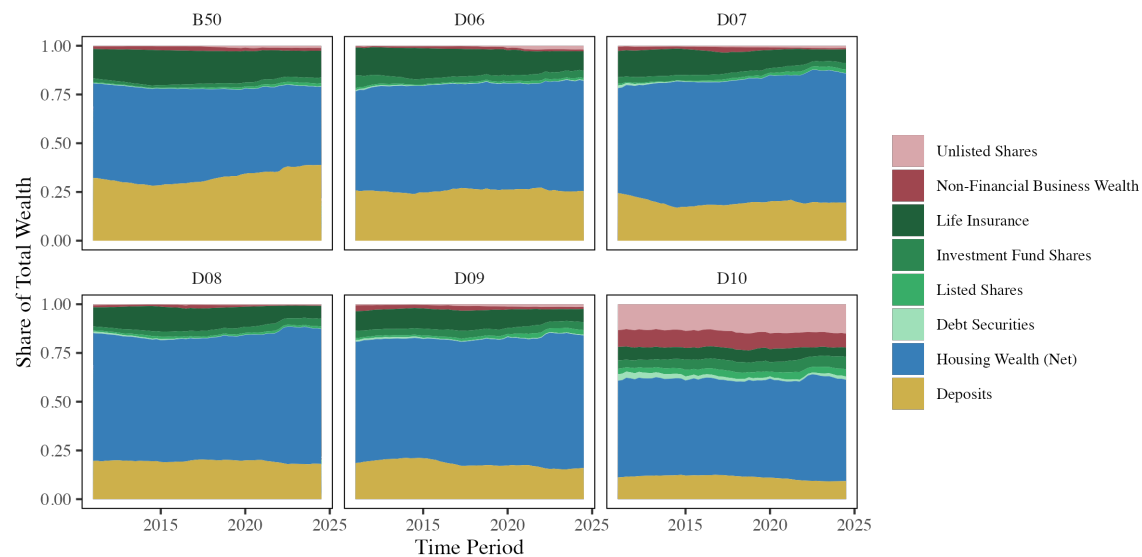 B50 D06 D07
1.00
0.75
0.50
0.25
0.00
D08 D09 D10
1.00
0.75
0.50
0.25
0.00
2015 2020 2025 2015 2020 2025 2015 2020 2025
Time Period
Share of Total Wealth
Unlisted Shares
Non-Financial Business Wealth
Life Insurance
Investment Fund Shares
Listed Shares
Debt Securities
Housing Wealth (Net)
Deposits